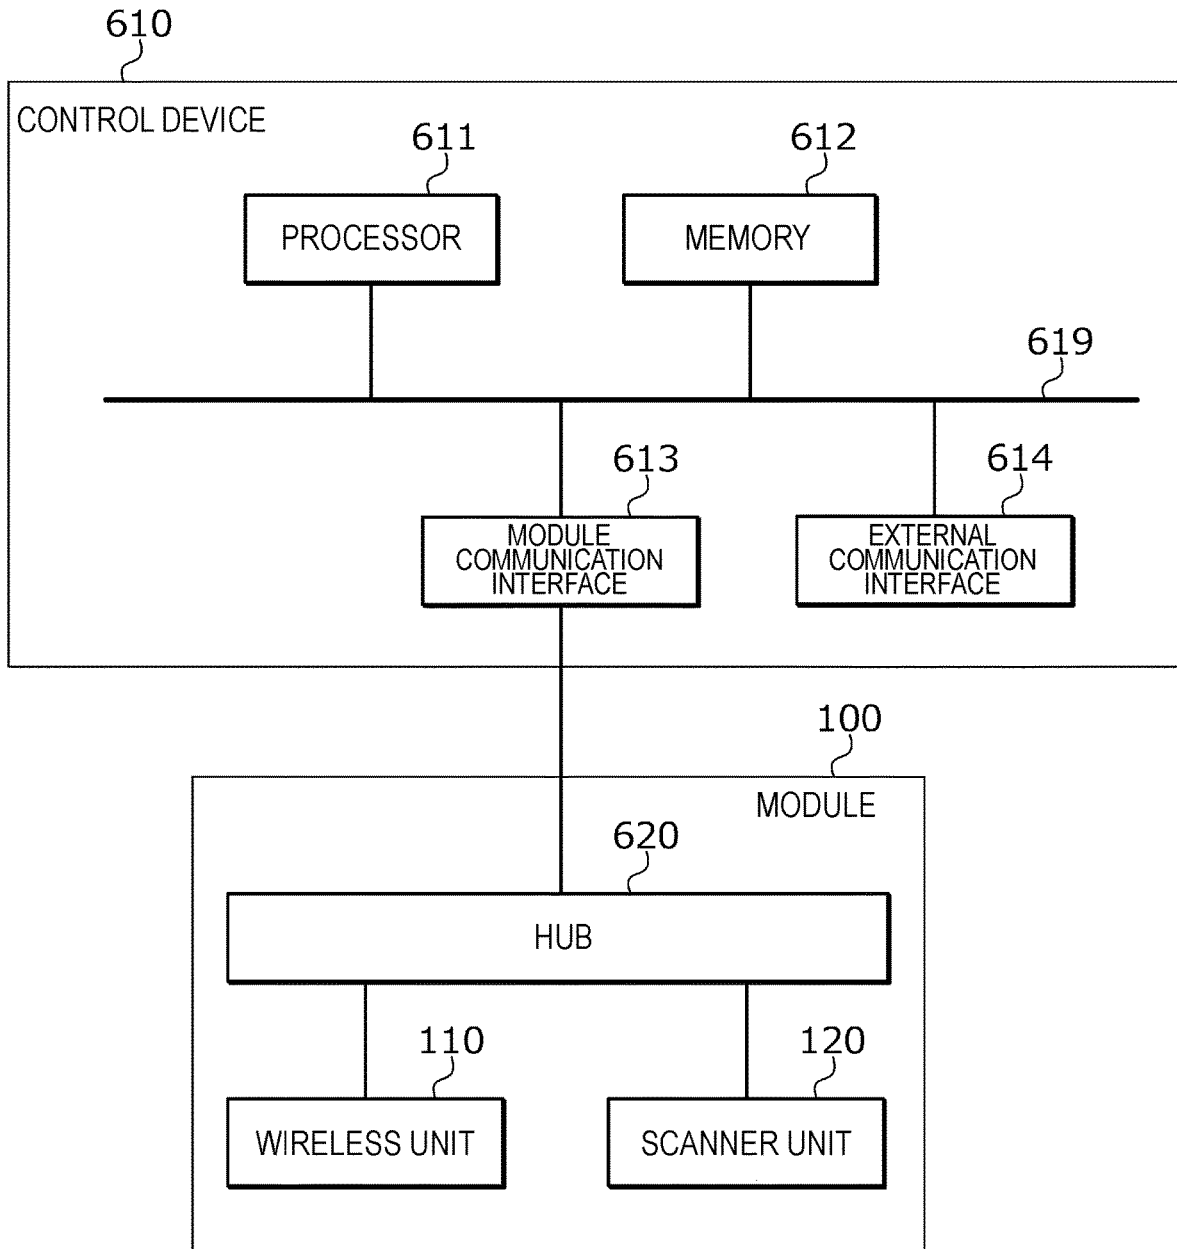 610
CONTROL DEVICE
611
612
PROCESSOR
MEMORY
619
613
614
MODULE
COMMUNICATION
INTERFACE
EXTERNAL
COMMUNICATION
INTERFACE
100
MODULE
620
HUB
110
120
WIRELESS UNIT
SCANNER UNIT